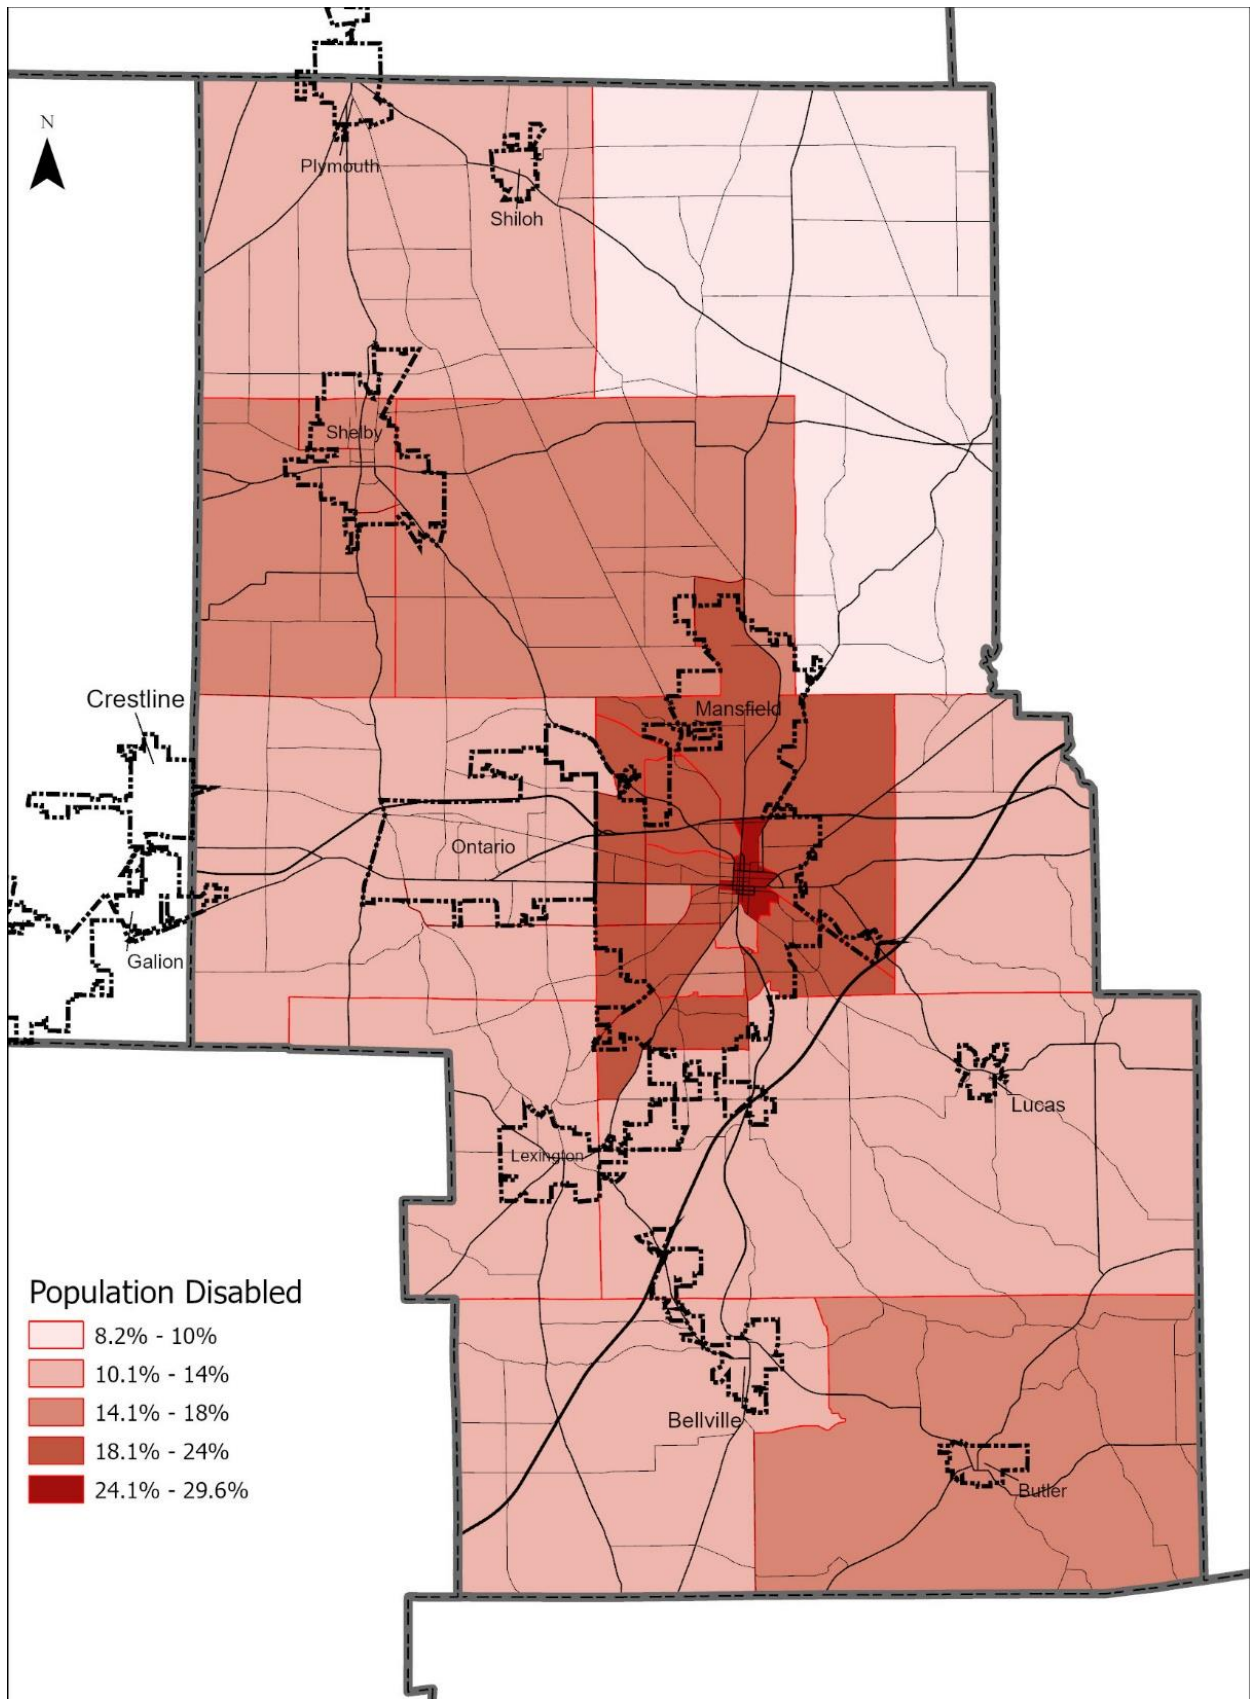 N
Plymouth
Shiloh
Shelby
Crestline
Mansfield
Ontario
Galion
Lucas
Lexington
Population Disabled
8.2% - 10%
10.1% - 14%
14.1% - 18%
18.1% - 24%
24.1% - 29.6%
Bellville
Butler